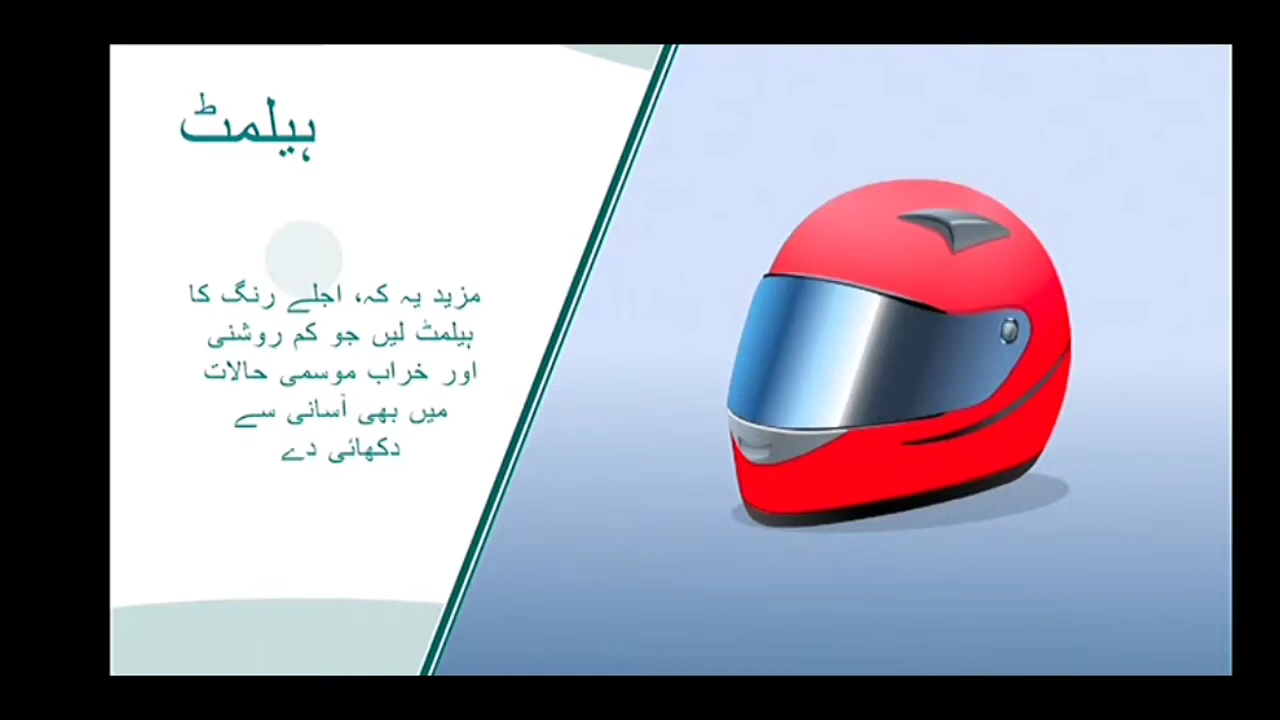 ہیلمٹ
مزید یہ کہ، اجلے رنگ کا
ہیلمٹ لیں جو کم روشنی
اور خراب موسمی حالات
میں بھی آسانی سے
دکھائی دے